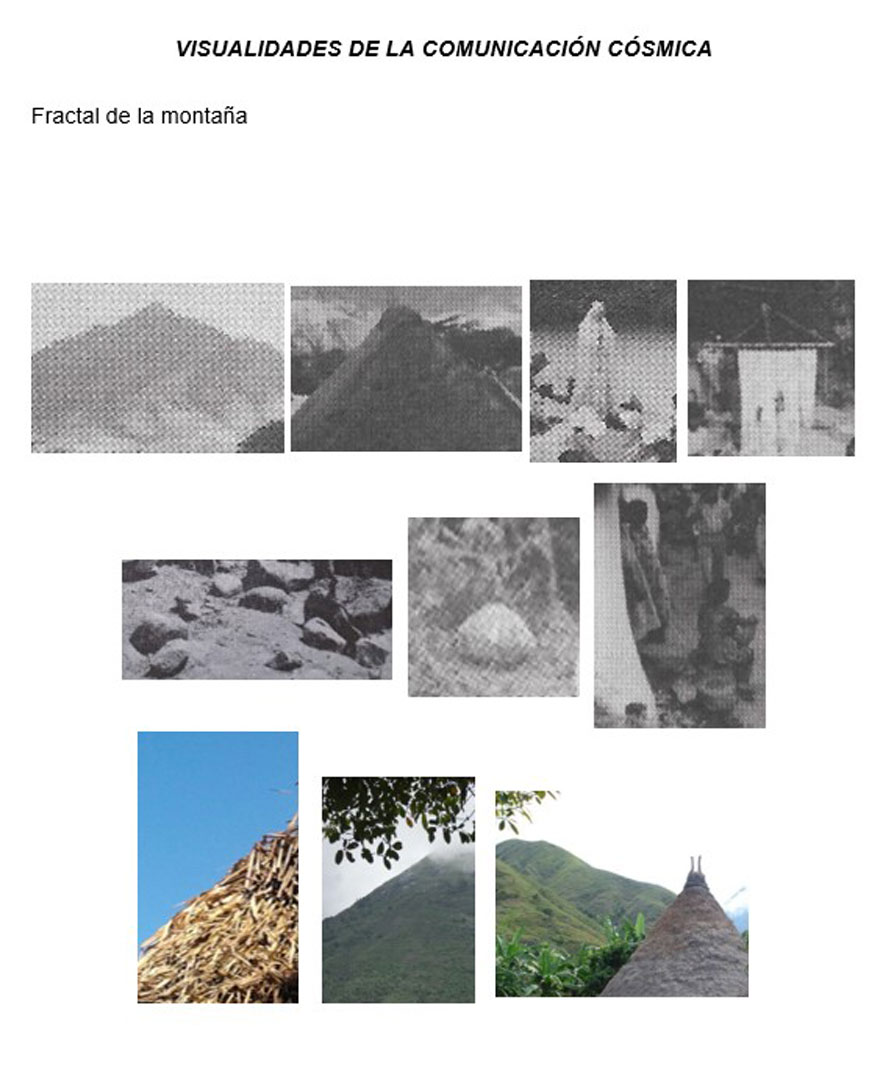 VISUALIDADES DE LA COMUNICACIÓN CÓSMICA
Fractal de la montaña